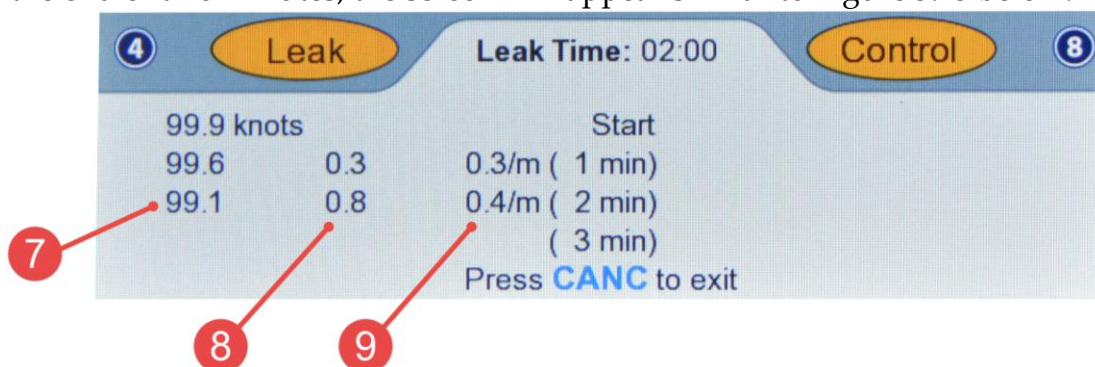 4 Leak Leak Time: 02:00 Control 8
99.9 knots Start
99.6 0.3 0.3/m ( 1 min)
99.1 0.8 0.4/m ( 2 min)
( 3 min)
Press CANC to exit
7
8 9